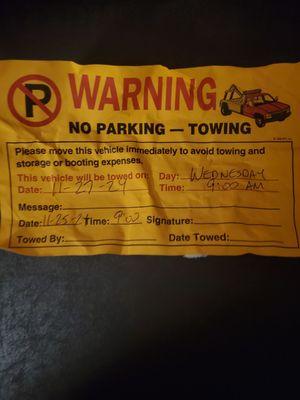 P
WARNING
NO PARKING — TOWING
Please move this vehicle immediately to avoid towing and
storage or booting expenses.
This vehicle will be towed on: Day: WEDNESDAY
Date: 11-27-24 Time: 9:00 AM
Message:
Date: 11-25-24 Time: 9:02 Signature:
Towed By: Date Towed: